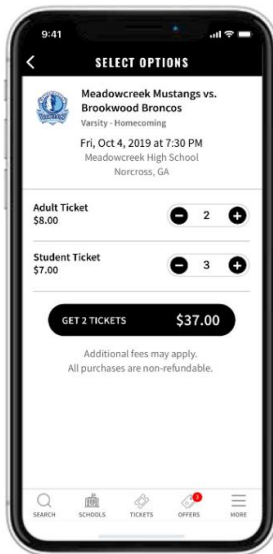 9:41
SELECT OPTIONS
Meadowcreek Mustangs vs.
Brookwood Broncos
Varsity - Homecoming
Fri, Oct 4, 2019 at 7:30 PM
Meadowcreek High School
Norcross, GA
Adult Ticket
$8.00
2
Student Ticket
$7.00
3
GET 2 TICKETS $37.00
Additional fees may apply.
All purchases are non-refundable.
3
SEARCH SCHOOLS TICKETS OFFERS MORE